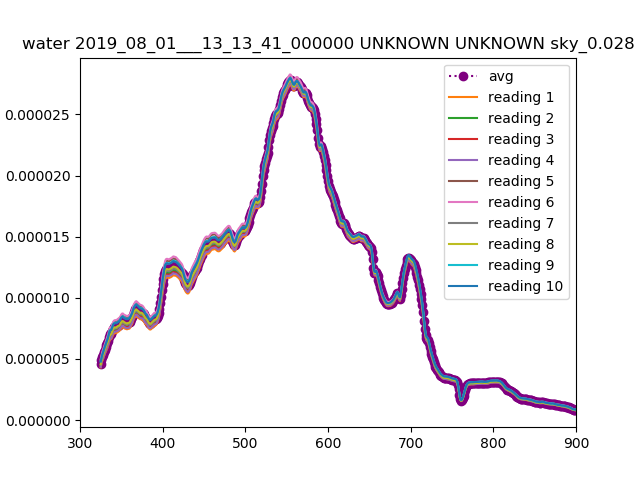 water 2019_08_01___13_13_41_000000 UNKNOWN UNKNOWN sky_0.028
0.000025
0.000020
0.000015
0.000010
0.000005
0.000000
300 400 500 600 700 800 900
avg
reading 1
reading 2
reading 3
reading 4
reading 5
reading 6
reading 7
reading 8
reading 9
reading 10